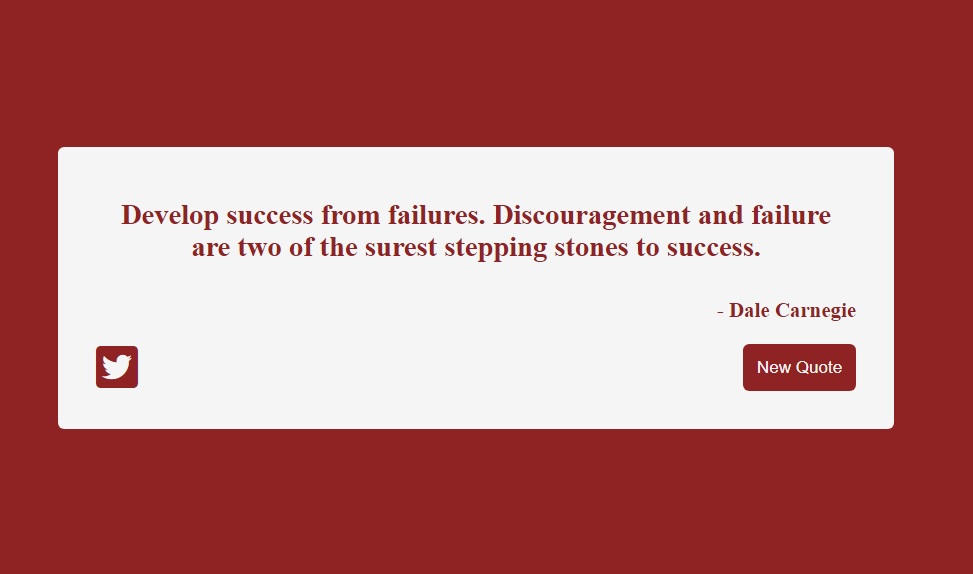 Develop success from failures. Discouragement and failure
are two of the surest stepping stones to success.
- Dale Carnegie
New Quote